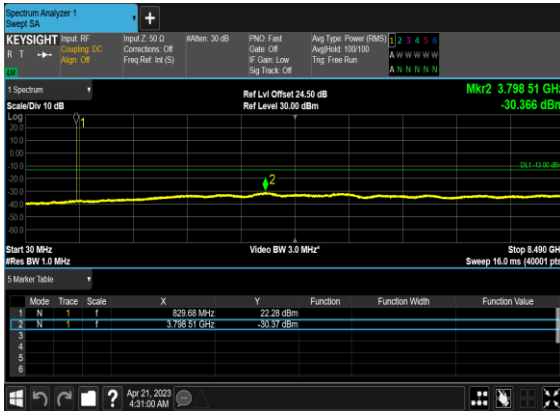 Spectrum Analyzer 1
Swept SA
+
KEYSIGHT Input: RF Input Z: 50 Ω #Atten: 30 dB PNO: Fast Avg Type: Power (RMS) 1 2 3 4 5 6
R T Coupling: DC Corrections: Off Gate: Off Avg|Hold: 100/100 A W W W W W
Align: Off Freq Ref: Int (S) IF Gain: Low Trig: Free Run
Sig Track: Off A N N N N N
1 Spectrum Ref Lvl Offset 24.50 dB Mkr2 3.798 51 GHz
Scale/Div 10 dB Ref Level 30.00 dBm -30.366 dBm
Log
1
20.0
10.0
0.00
-10.0 DL1 -13.00 dBm
-20.0 2
-30.0
-40.0
-50.0
-60.0
Start 30 MHz Video BW 3.0 MHz* Stop 8.490 GH
#Res BW 1.0 MHz Sweep 16.0 ms (40001 pts
5 Marker Table
Mode Trace Scale X Y Function Function Width Function Value
1 N 1 f 829.68 MHz 22.28 dBm
2 N 1 f 3.798 51 GHz -30.37 dBm
3
4
5
6
? Apr 21, 2023
4:31:00 AM